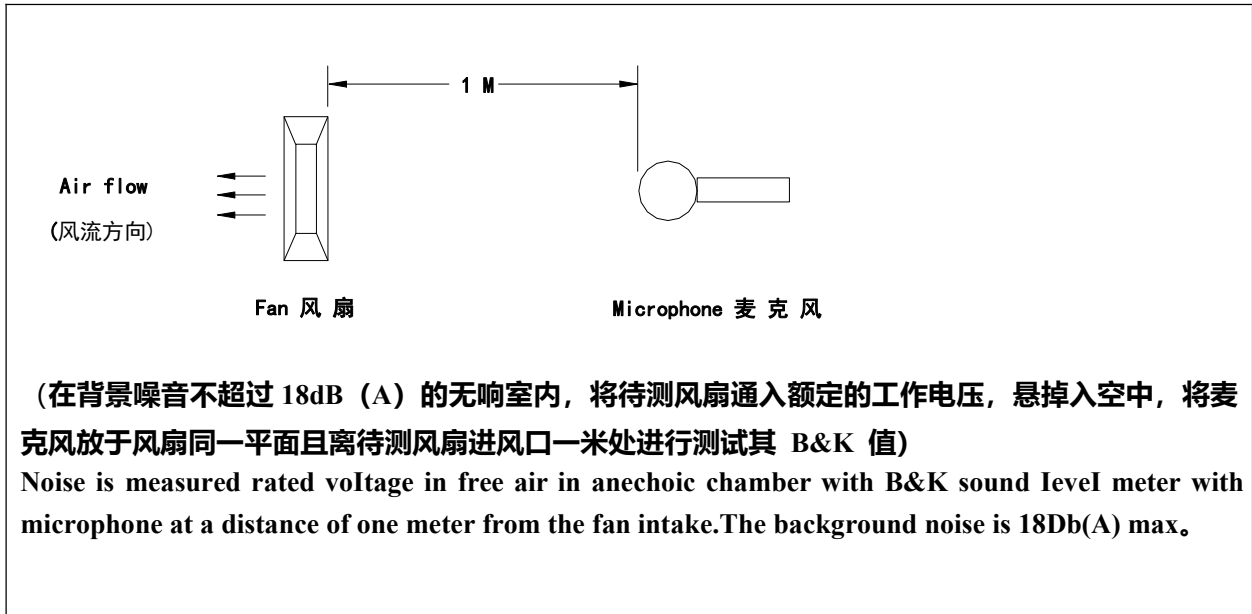 1 M
Air flow
(风流方向)
Fan 风 扇
Microphone 麦 克 风
（在背景噪音不超过 18dB（A）的无响室内，将待测风扇通入额定的工作电压，悬掉入空中，将麦
克风放于风扇同一平面且离待测风扇进风口一米处进行测试其 B&K 值)
Noise is measured rated voItage in free air in anechoic chamber with B&K sound IeveI meter with
microphone at a distance of one meter from the fan intake.The background noise is 18Db(A) max。